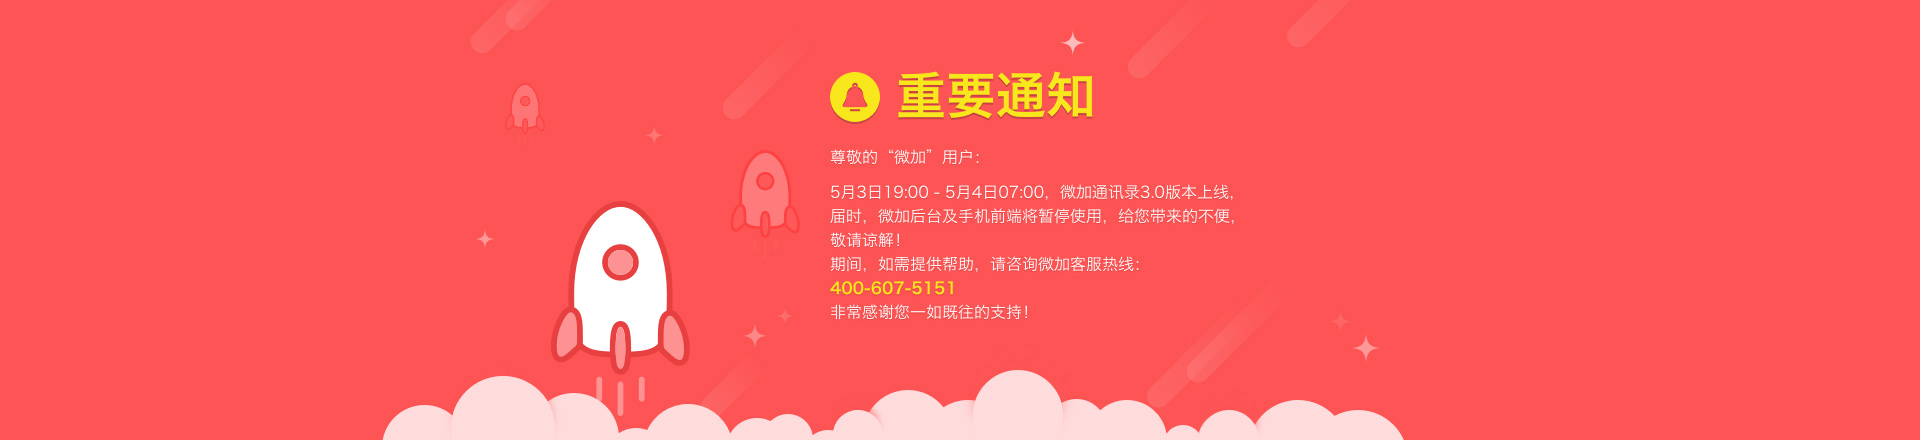 重要通知
尊敬的“微加”用户：
5月3日19:00 - 5月4日07:00，微加通讯录3.0版本上线，
届时，微加后台及手机前端将暂停使用，给您带来的不便，
敬请谅解！
期间，如需提供帮助，请咨询微加客服热线：
400-607-5151
非常感谢您一如既往的支持！